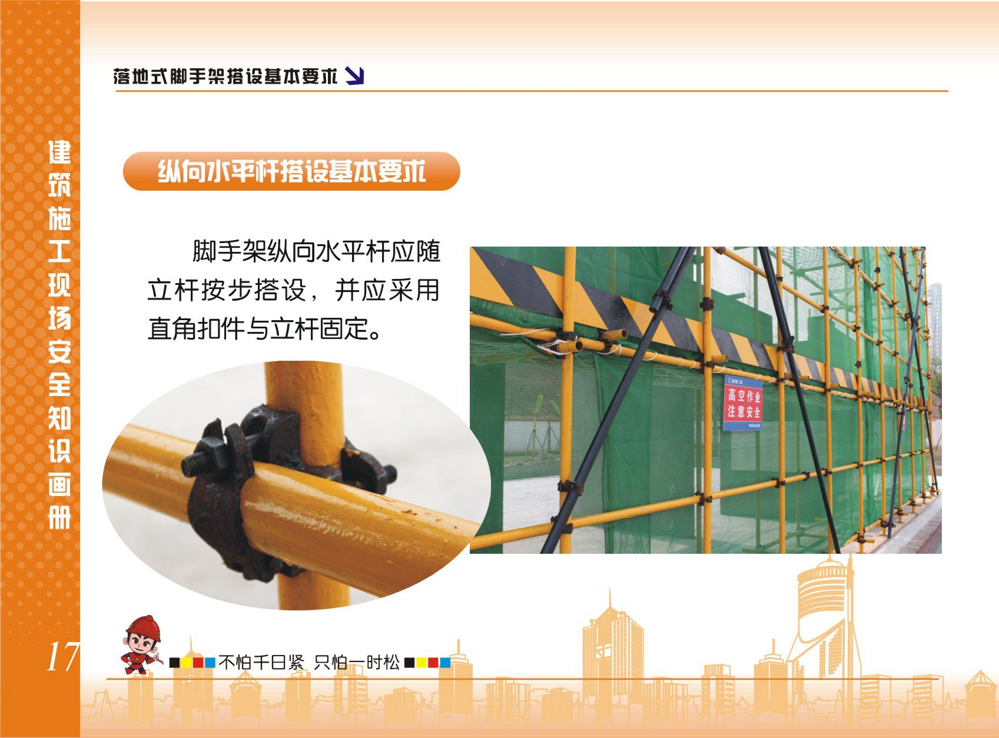 落地式脚手架搭设基本要求
建筑施工现场安全知识画册
纵向水平杆搭设基本要求
脚手架纵向水平杆应随
立杆按步搭设，并应采用
直角扣件与立杆固定。
高空作业
注意安全
17
不怕千日紧 只怕一时松